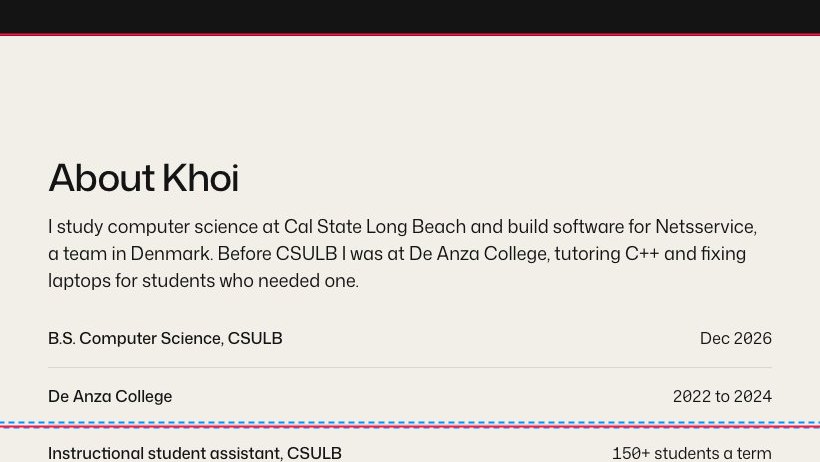 About Khoi
I study computer science at Cal State Long Beach and build software for Netsservice,
a team in Denmark. Before CSULB I was at De Anza College, tutoring C++ and fixing
laptops for students who needed one.
B.S. Computer Science, CSULB Dec 2026
De Anza College 2022 to 2024
Instructional student assistant, CSULB 150+ students a term